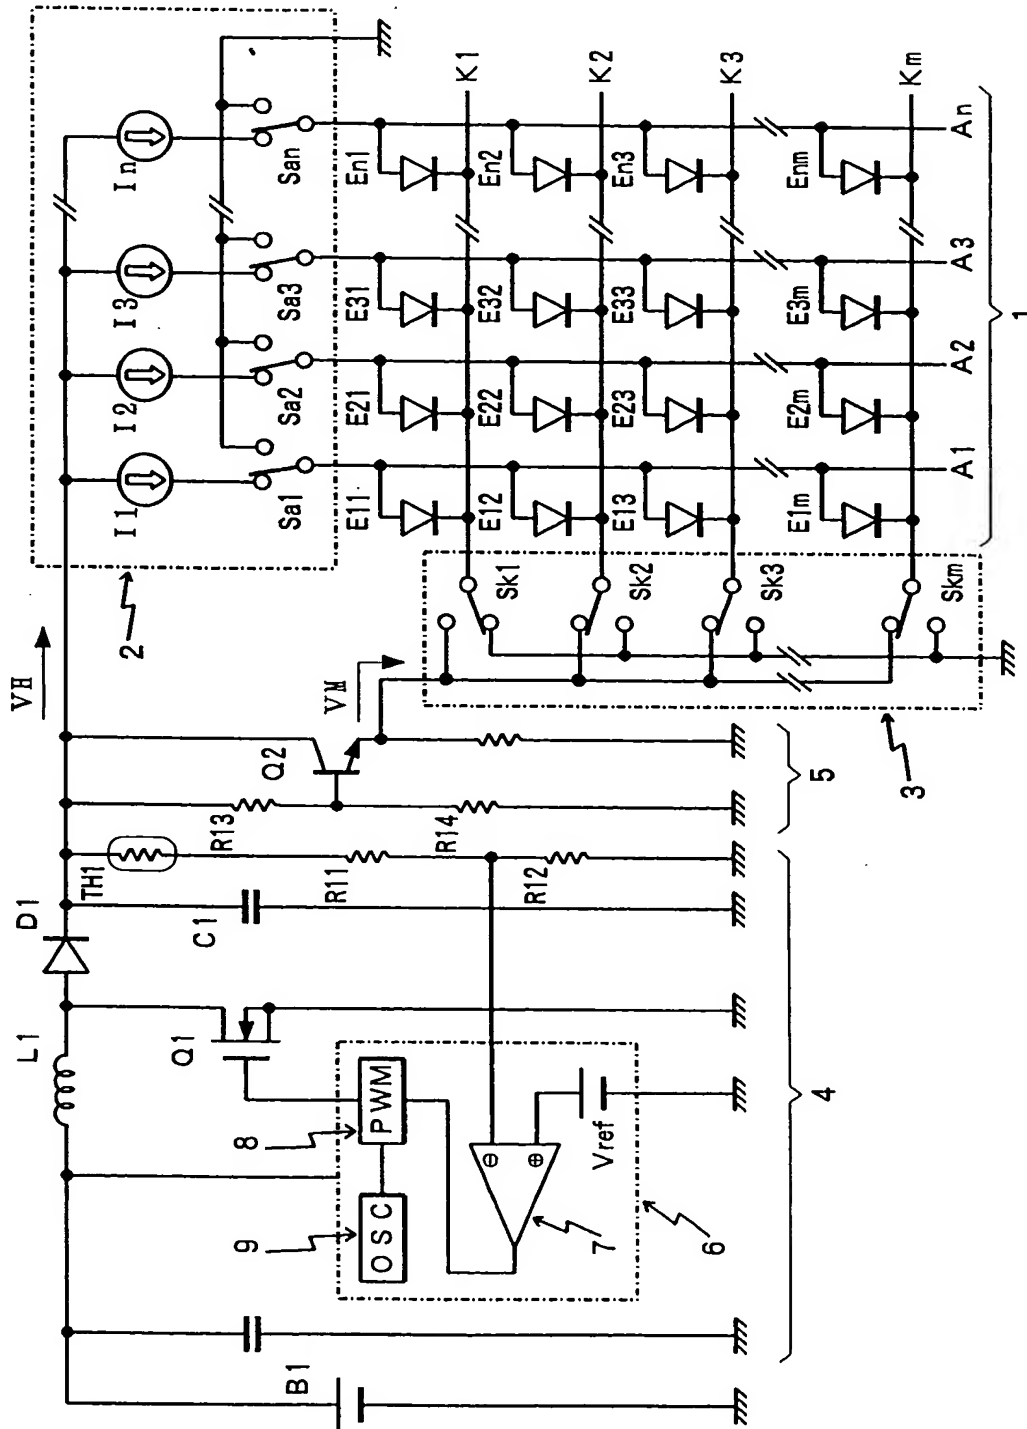 B1
L1
D1
VH
2
I1
I2
I3
In
Q1
C1
TH1
R13
Q2
VM
Sa1
Sa2
Sa3
San
8
PWM
9
OSC
R11
R14
R12
⊖
⊕
Vref
7
6
E11
E21
E31
En1
K1
Sk1
E12
E22
E32
En2
K2
Sk2
E13
E23
E33
En3
K3
Sk3
E1m
E2m
E3m
Enm
Km
Skm
A1
A2
A3
An
4
5
3
1